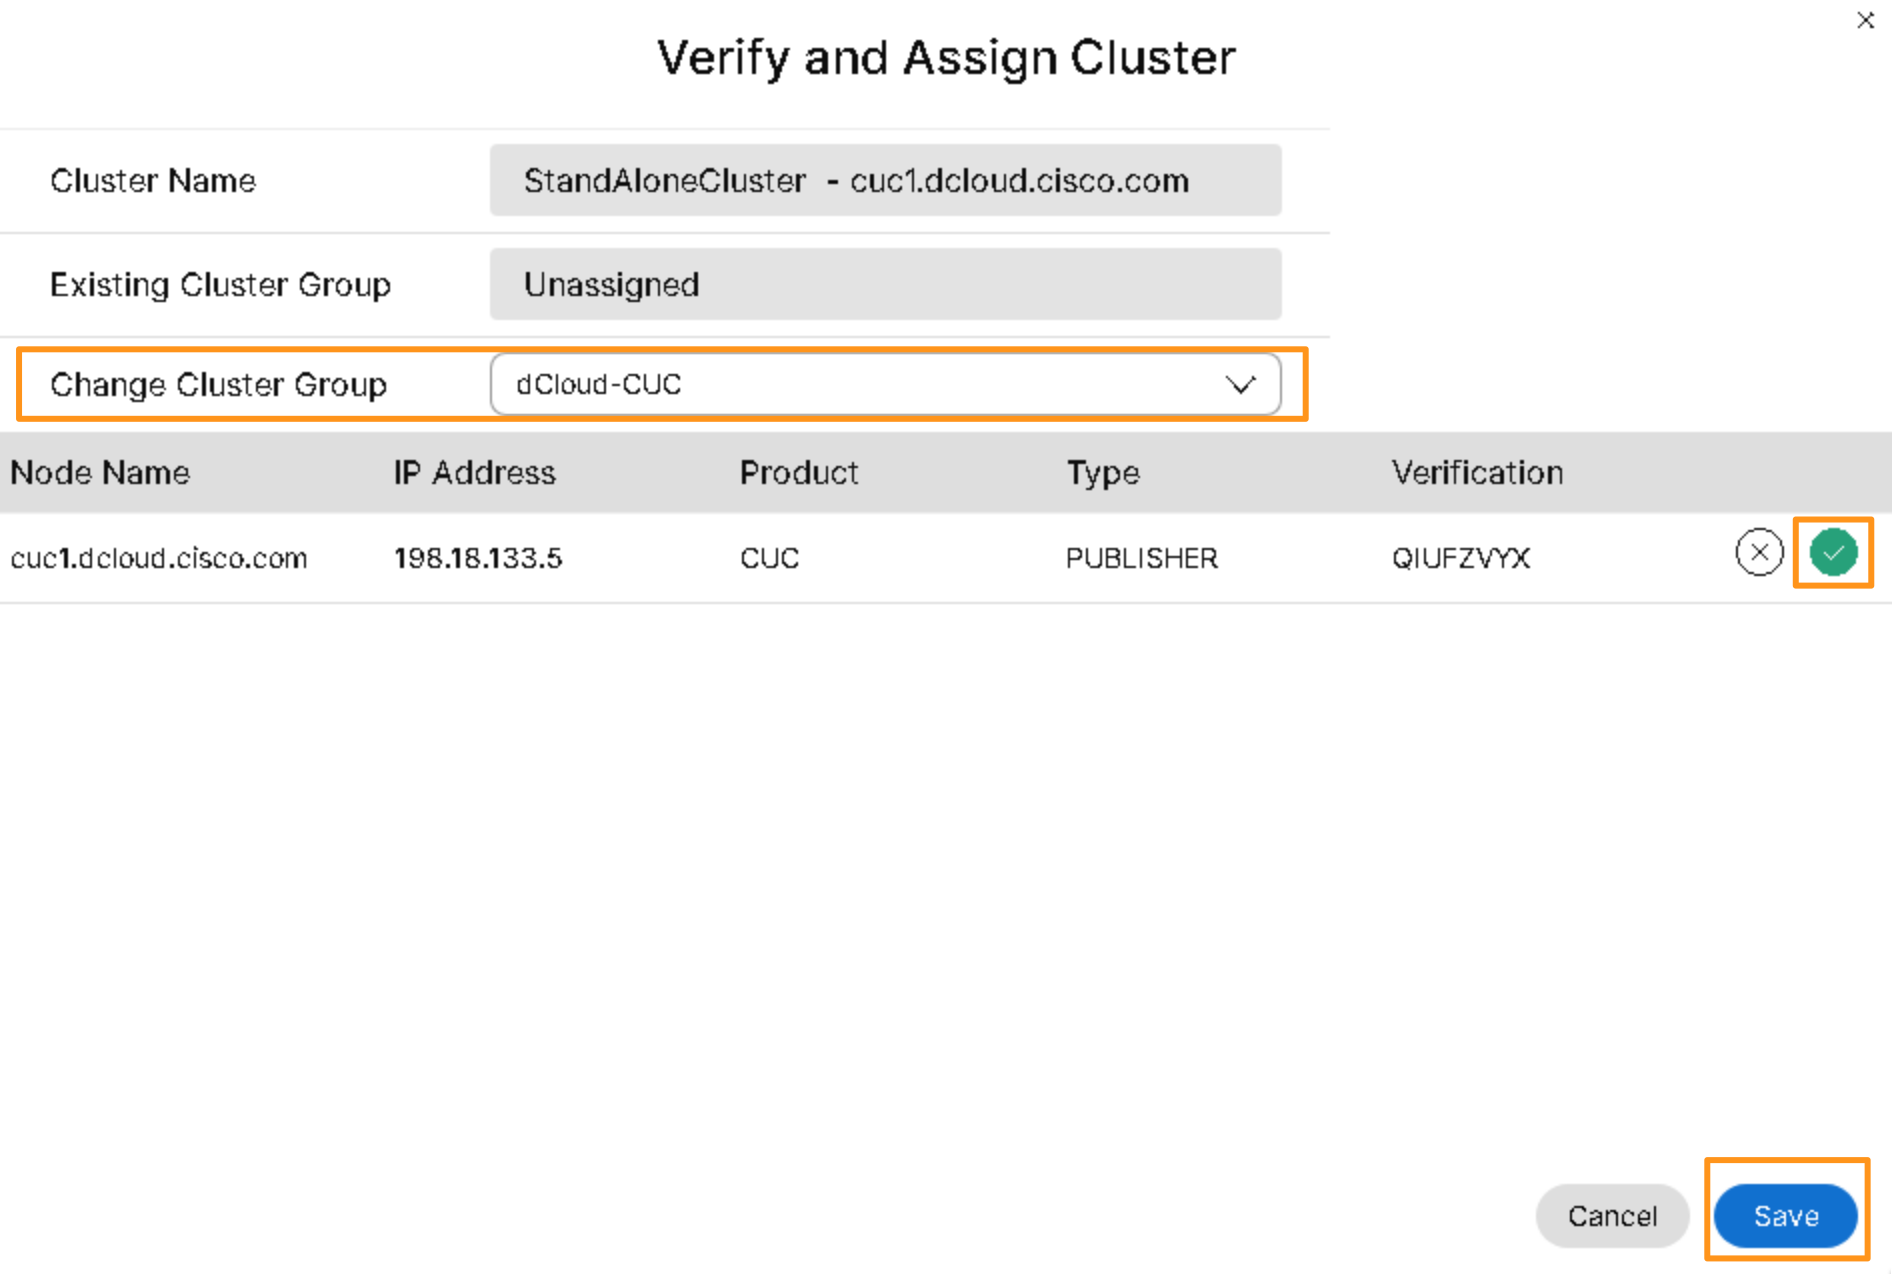 Verify and Assign Cluster
Cluster Name StandAloneCluster - cuc1.dcloud.cisco.com
Existing Cluster Group Unassigned
Change Cluster Group dCloud-CUC
Node Name IP Address Product Type Verification
cuc1.dcloud.cisco.com 198.18.133.5 CUC PUBLISHER QIUFZVYX
Cancel Save